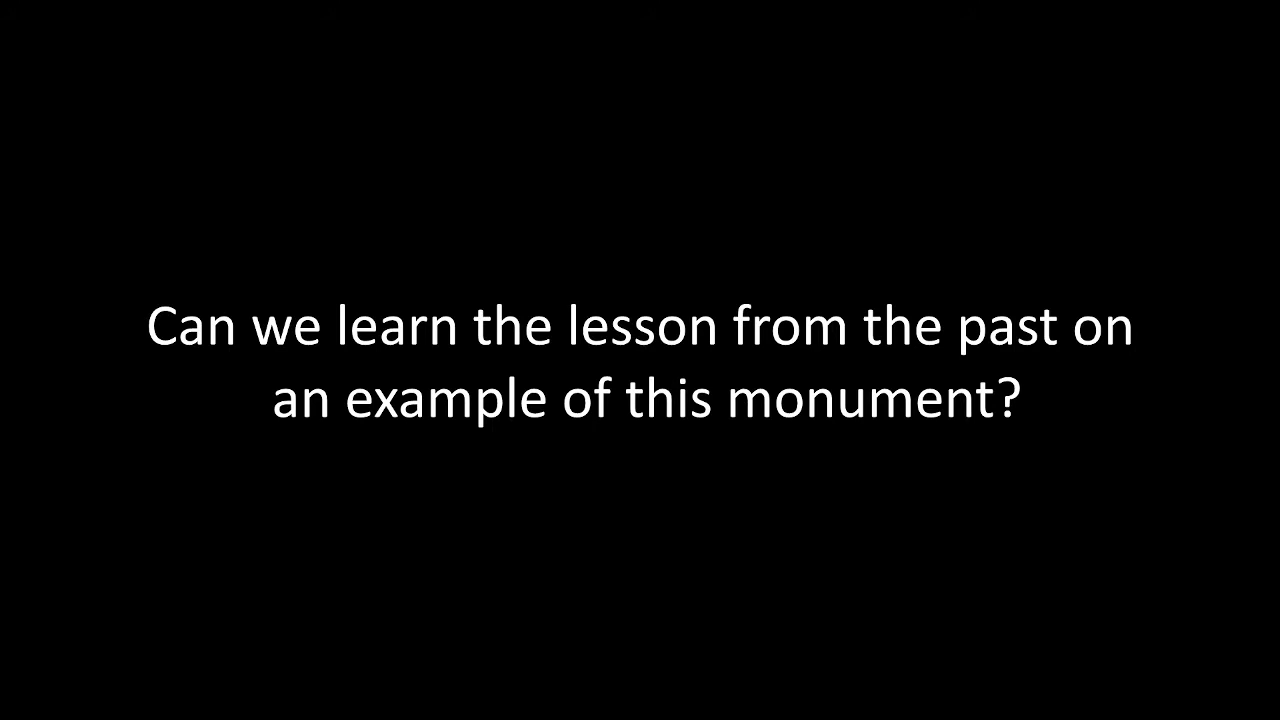 Can we learn the lesson from the past on
an example of this monument?